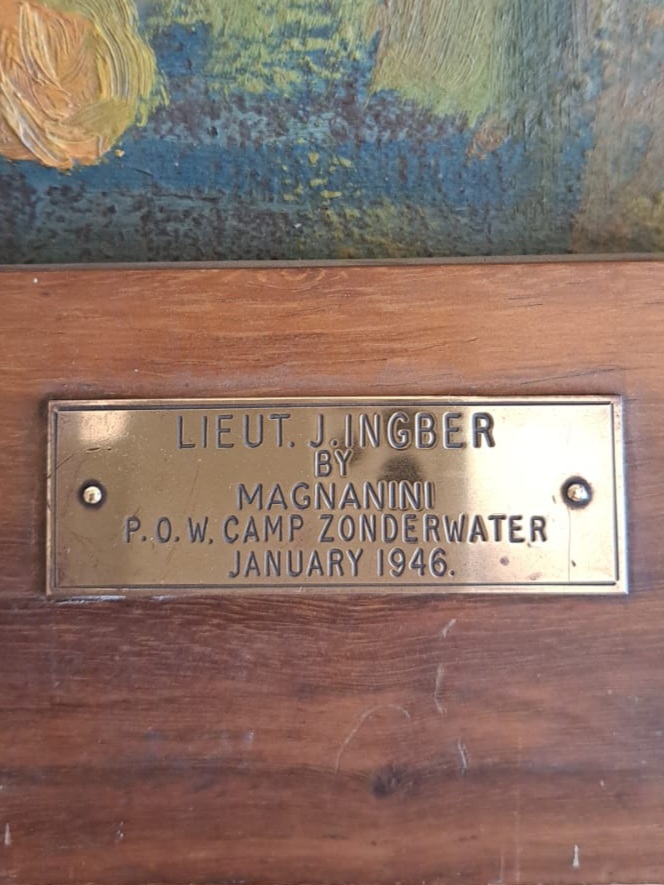 LIEUT. J. INGBER
BY
MAGNANINI
P.O.W. CAMP ZONDERWATER
JANUARY 1946.